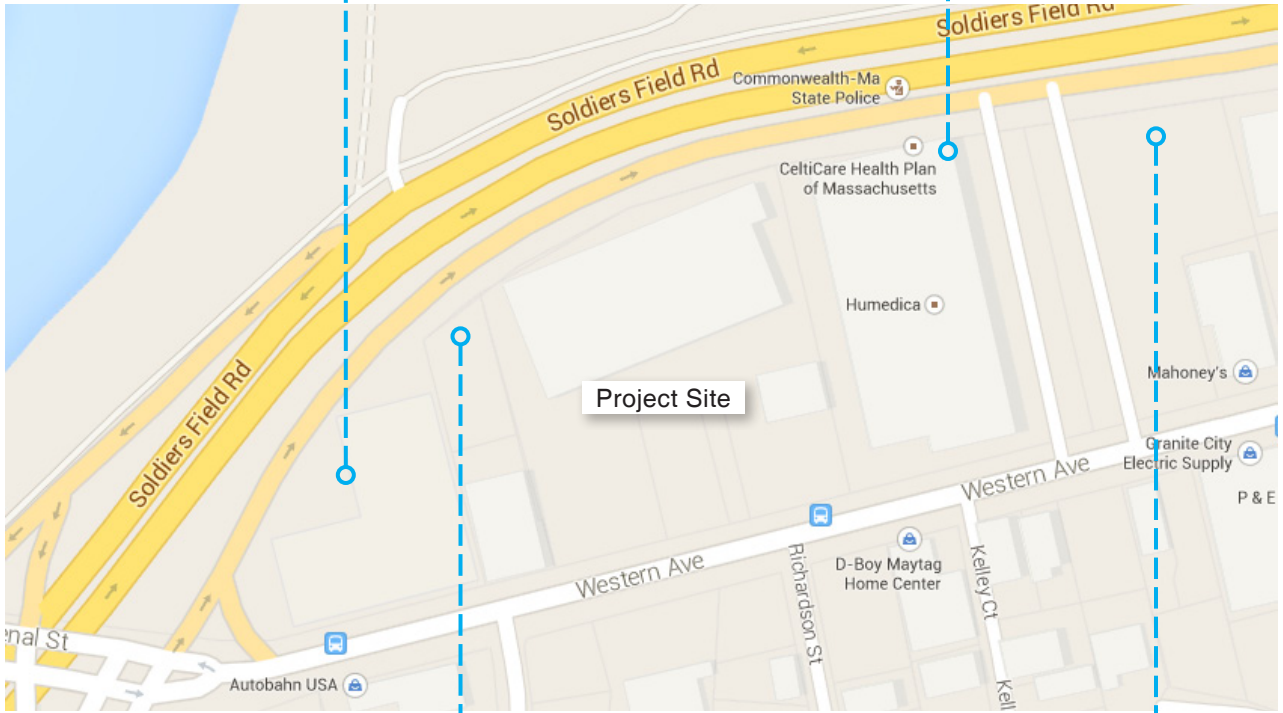 Soldiers Field Rd
Soldiers Field Rd
Commonwealth-Ma
State Police
CeltiCare Health Plan
of Massachusetts
Humedica
Mahoney's
Project Site
Soldiers Field Rd
Granite City
Electric Supply
Western Ave
P & E
D-Boy Maytag
Home Center
Western Ave
Richardson St
Kelley Ct
enal St
Autobahn USA
Kell